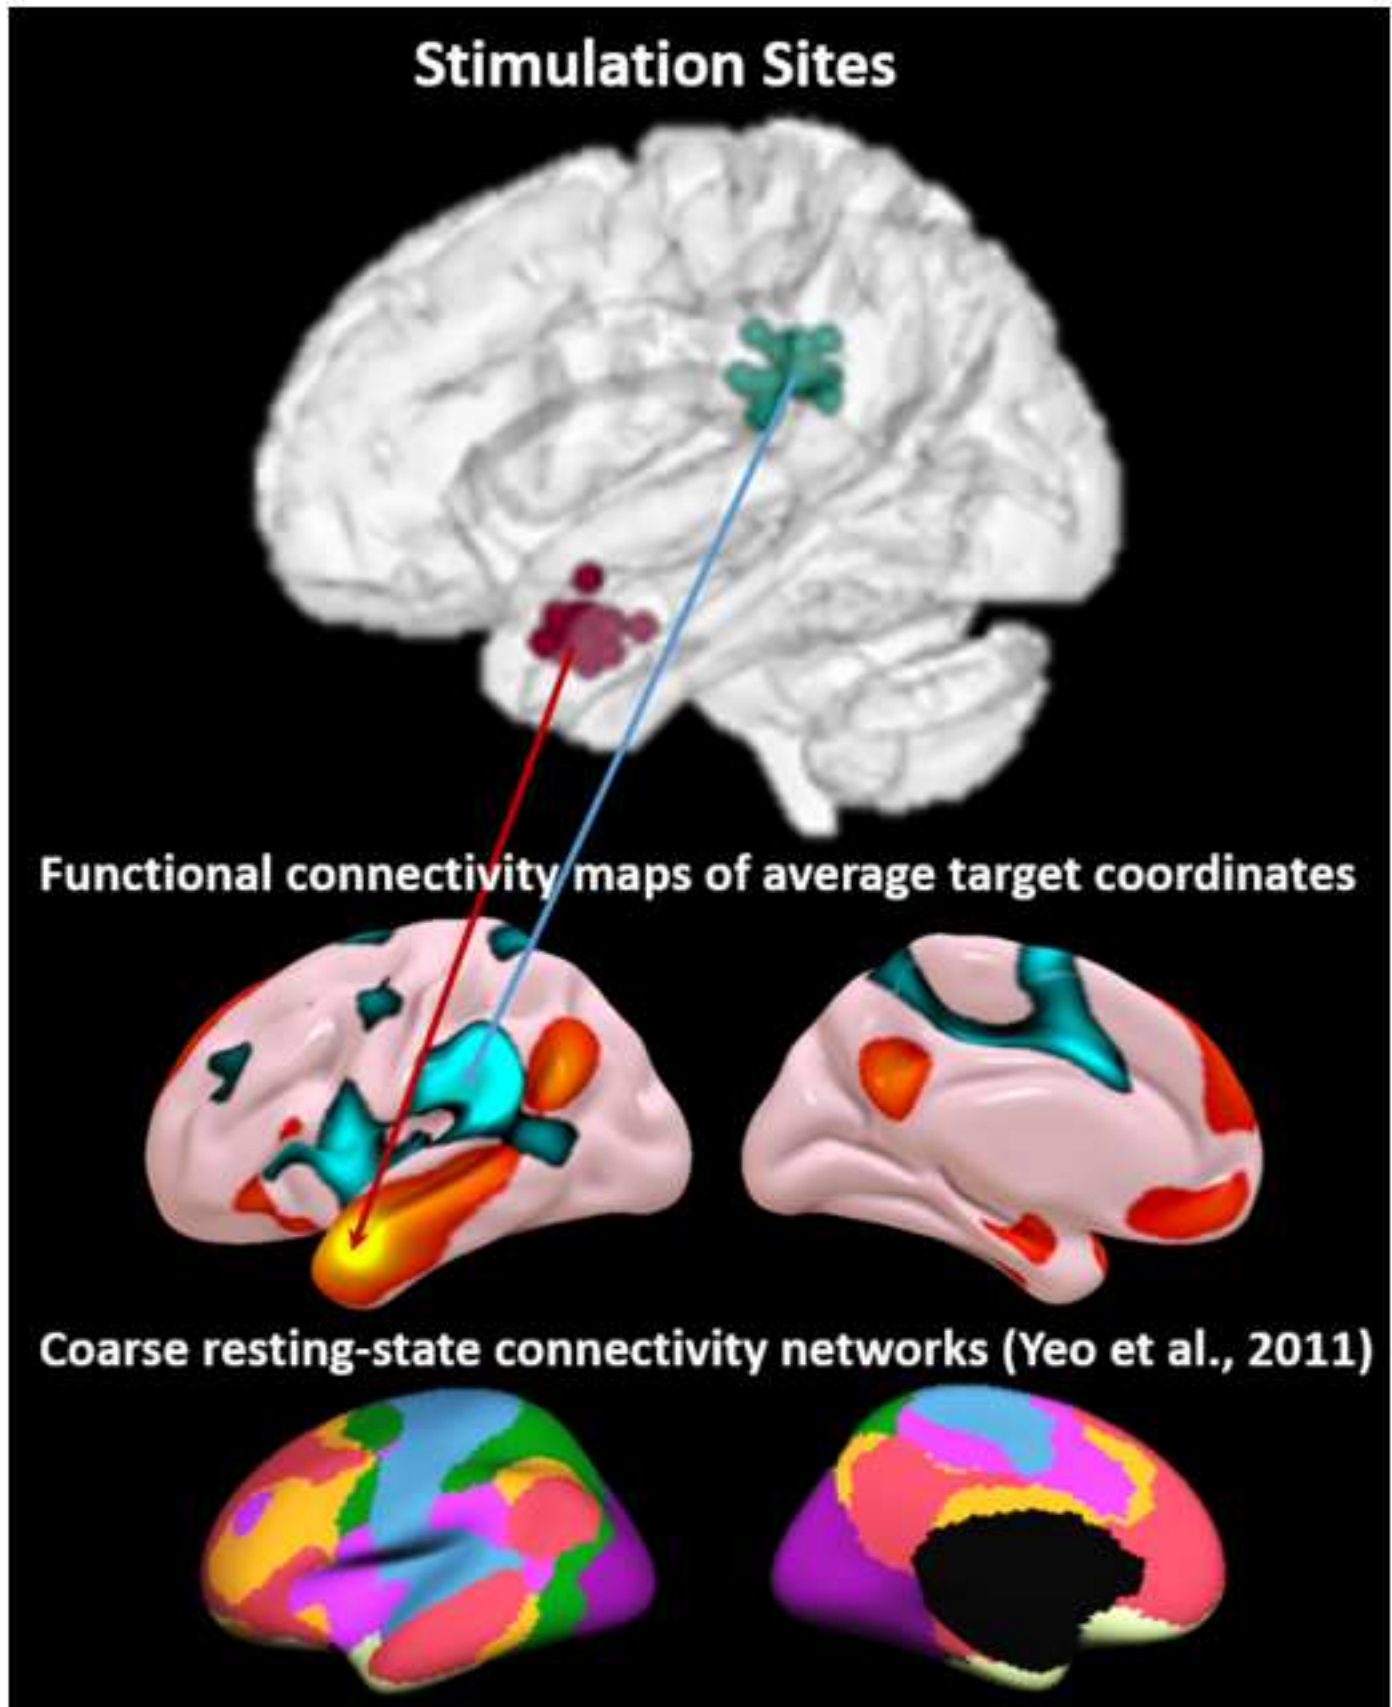 Stimulation Sites
Functional connectivity maps of average target coordinates
Coarse resting-state connectivity networks (Yeo et al., 2011)